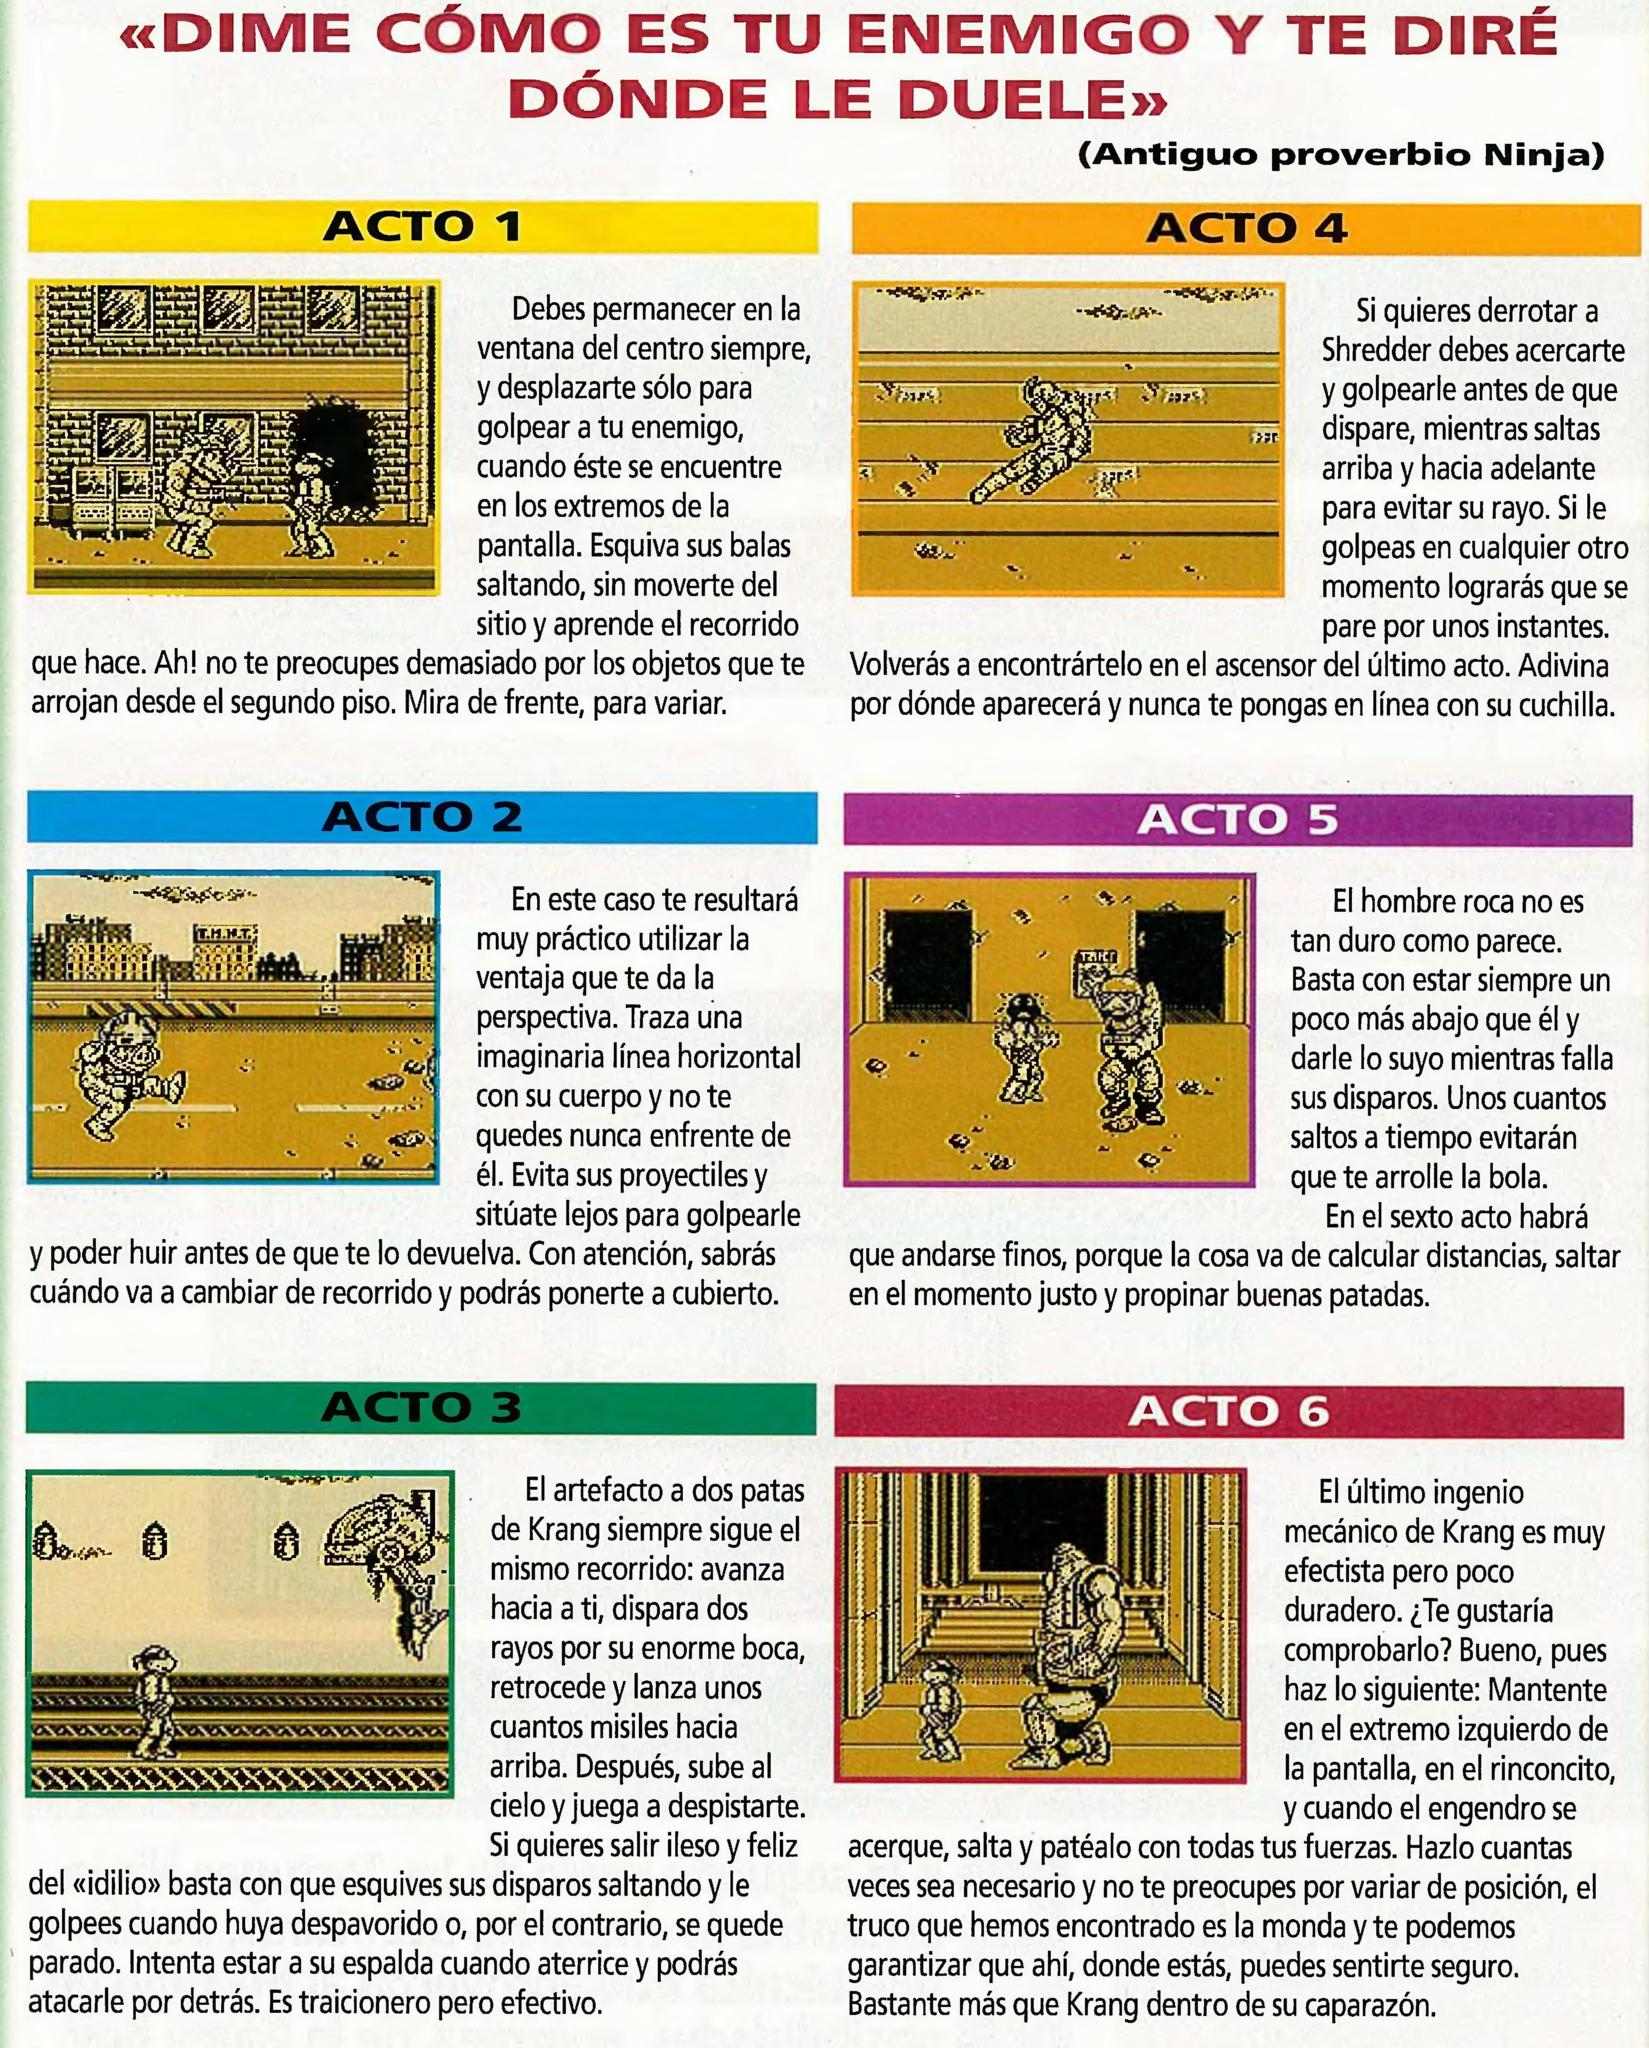 «DIME CÓMO ES TU ENEMIGO Y TE DIRÉ
DÓNDE LE DUELE»
(Antiguo proverbio Ninja)
ACTO 1
Debes permanecer en la
ventana del centro siempre,
y desplazarte sólo para
golpear a tu enemigo,
cuando éste se encuentre
en los extremos de la
pantalla. Esquiva sus balas
saltando, sin moverte del
sitio y aprende el recorrido
que hace. Ah! no te preocupes demasiado por los objetos que te
arrojan desde el segundo piso. Mira de frente, para variar.
ACTO 2
T.M.N.T.
En este caso te resultará
muy práctico utilizar la
ventaja que te da la
perspectiva. Traza una
imaginaria línea horizontal
con su cuerpo y no te
quedes nunca enfrente de
él. Evita sus proyectiles y
sitúate lejos para golpearle
y poder huir antes de que te lo devuelva. Con atención, sabrás
cuándo va a cambiar de recorrido y podrás ponerte a cubierto.
ACTO 3
El artefacto a dos patas
de Krang siempre sigue el
mismo recorrido: avanza
hacia a ti, dispara dos
rayos por su enorme boca,
retrocede y lanza unos
cuantos misiles hacia
arriba. Después, sube al
cielo y juega a despistarte.
Si quieres salir ileso y feliz
del «idilio» basta con que esquives sus disparos saltando y le
golpees cuando huya despavorido o, por el contrario, se quede
parado. Intenta estar a su espalda cuando aterrice y podrás
atacarle por detrás. Es traicionero pero efectivo.
ACTO 4
Si quieres derrotar a
Shredder debes acercarte
y golpearle antes de que
dispare, mientras saltas
arriba y hacia adelante
para evitar su rayo. Si le
golpeas en cualquier otro
momento lograrás que se
pare por unos instantes.
Volverás a encontrártelo en el ascensor del último acto. Adivina
por dónde aparecerá y nunca te pongas en línea con su cuchilla.
ACTO 5
El hombre roca no es
tan duro como parece.
Basta con estar siempre un
poco más abajo que él y
darle lo suyo mientras falla
sus disparos. Unos cuantos
saltos a tiempo evitarán
que te arrolle la bola.
En el sexto acto habrá
que andarse finos, porque la cosa va de calcular distancias, saltar
en el momento justo y propinar buenas patadas.
ACTO 6
El último ingenio
mecánico de Krang es muy
efectista pero poco
duradero. ¿Te gustaría
comprobarlo? Bueno, pues
haz lo siguiente: Mantente
en el extremo izquierdo de
la pantalla, en el rinconcito,
y cuando el engendro se
acerque, salta y patéalo con todas tus fuerzas. Hazlo cuantas
veces sea necesario y no te preocupes por variar de posición, el
truco que hemos encontrado es la monda y te podemos
garantizar que ahí, donde estás, puedes sentirte seguro.
Bastante más que Krang dentro de su caparazón.